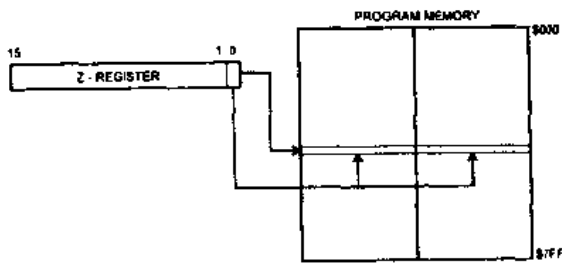 PROGRAM MEMORY
$000
15
1 0
Z - REGISTER
$7FF